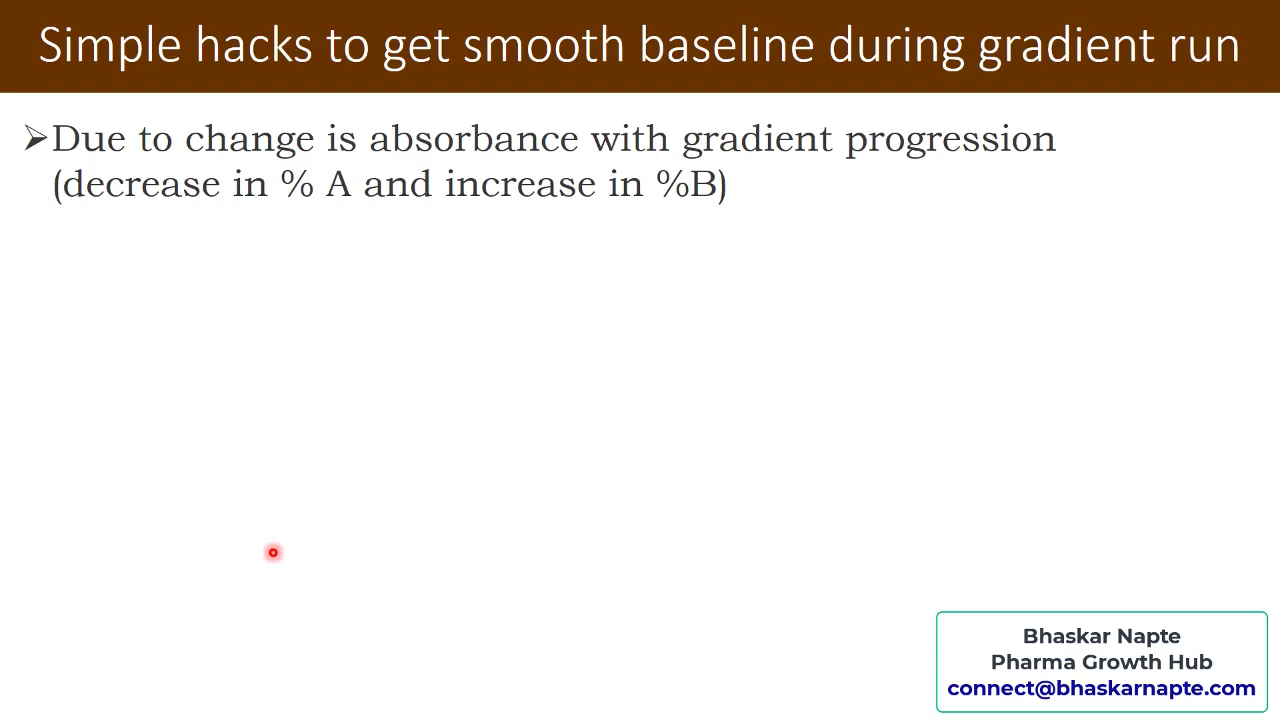 Simple hacks to get smooth baseline during gradient run
➢Due to change is absorbance with gradient progression
(decrease in % A and increase in %B)
Bhaskar Napte
Pharma Growth Hub
connect@bhaskarnapte.com